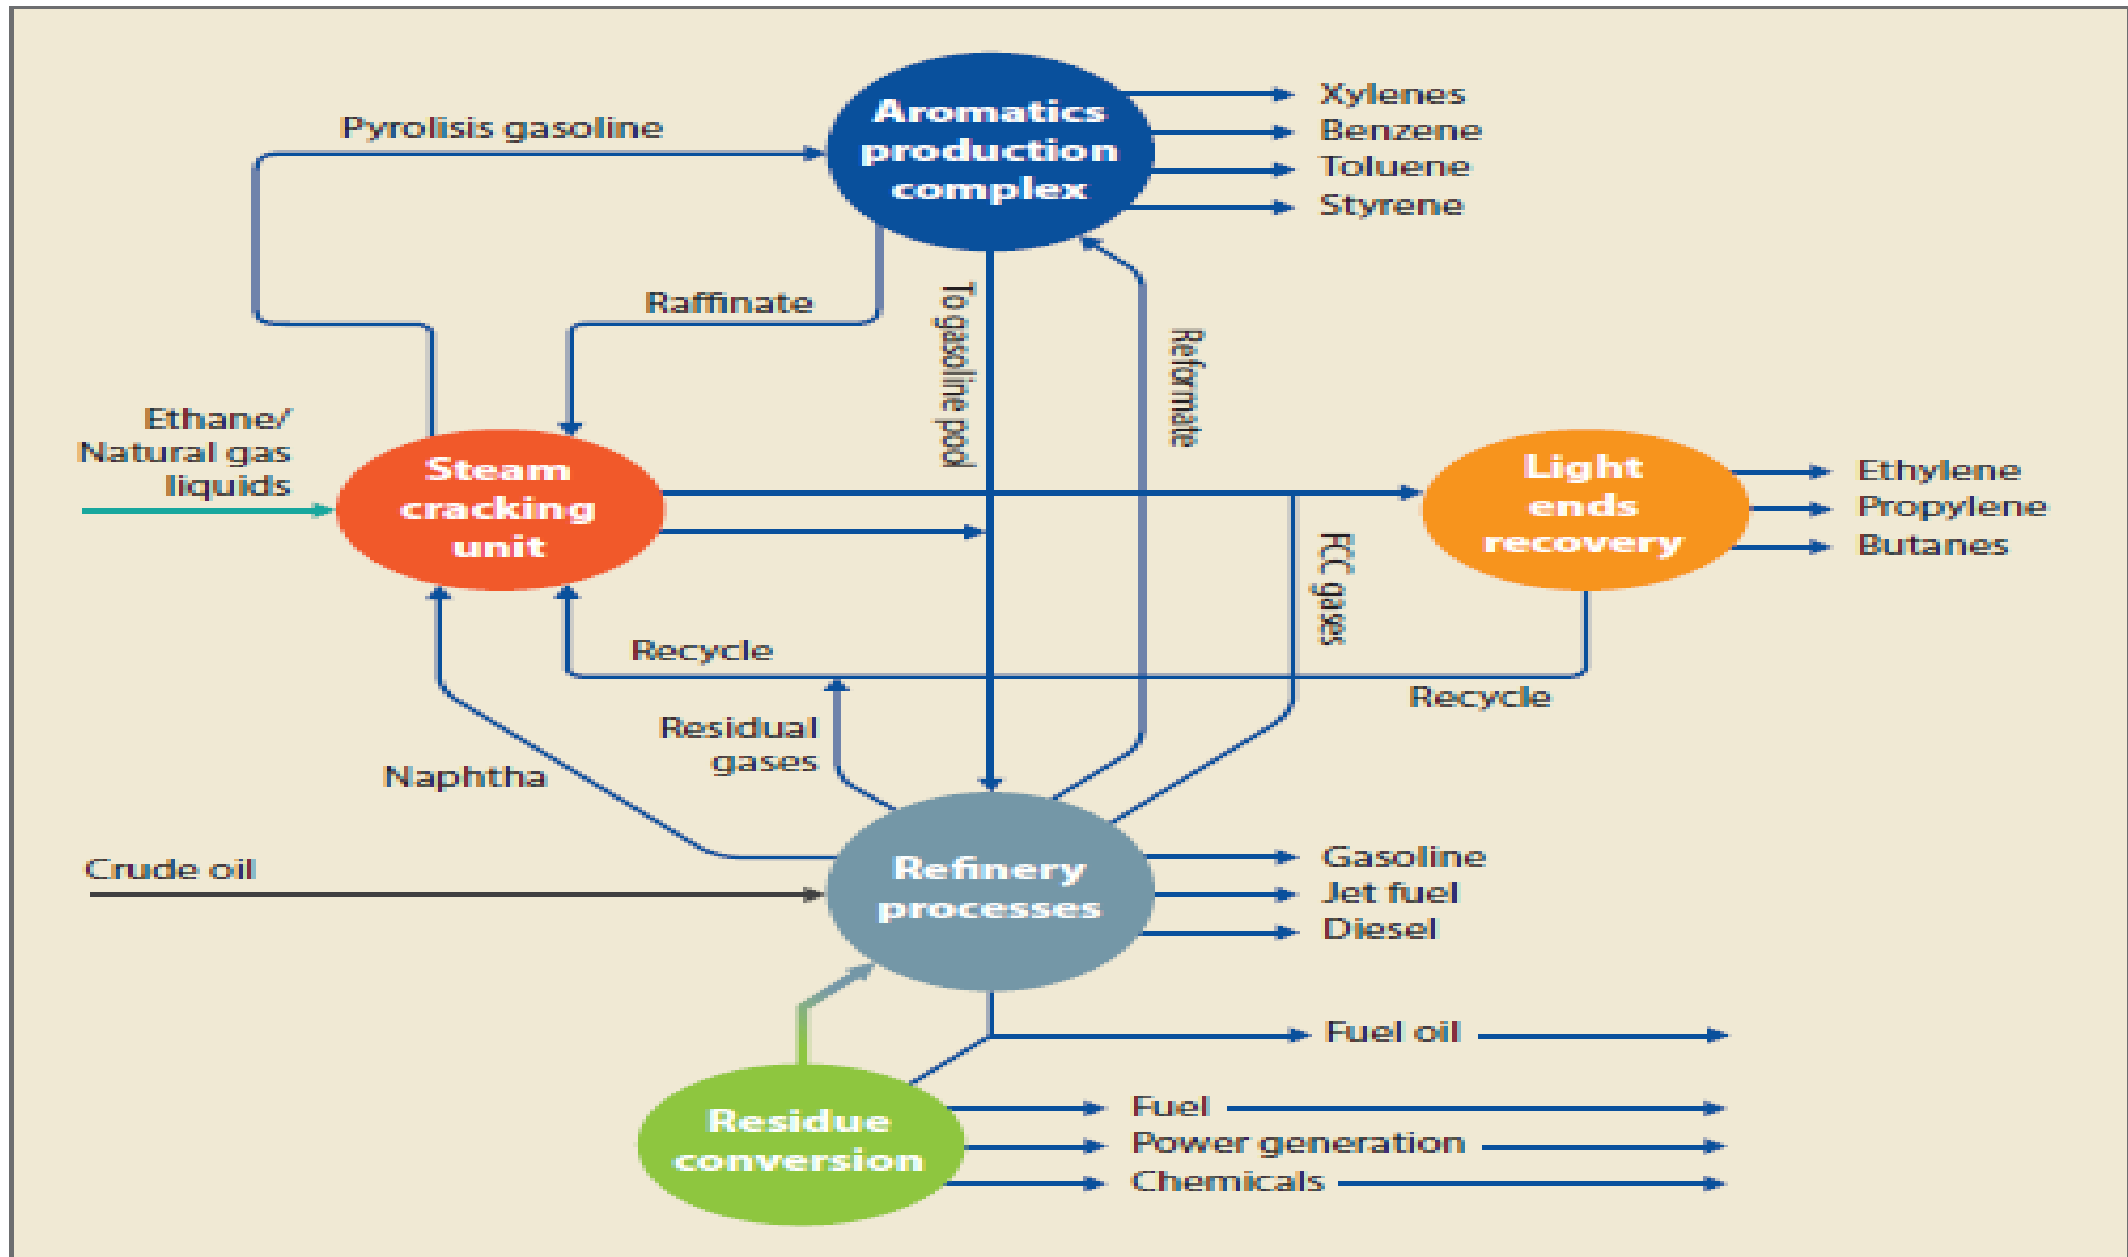 Aromatics
production
complex
Xylenes
Benzene
Toluene
Styrene
Pyrolisis gasoline
Raffinate
To gasoline pool
Reformate
Ethane/
Natural gas
liquids
Steam
cracking
unit
Light
ends
recovery
Ethylene
Propylene
Butanes
FCC gases
Recycle
Recycle
Residual
gases
Naphtha
Crude oil
Refinery
processes
Gasoline
Jet fuel
Diesel
Fuel oil
Residue
conversion
Fuel
Power generation
Chemicals